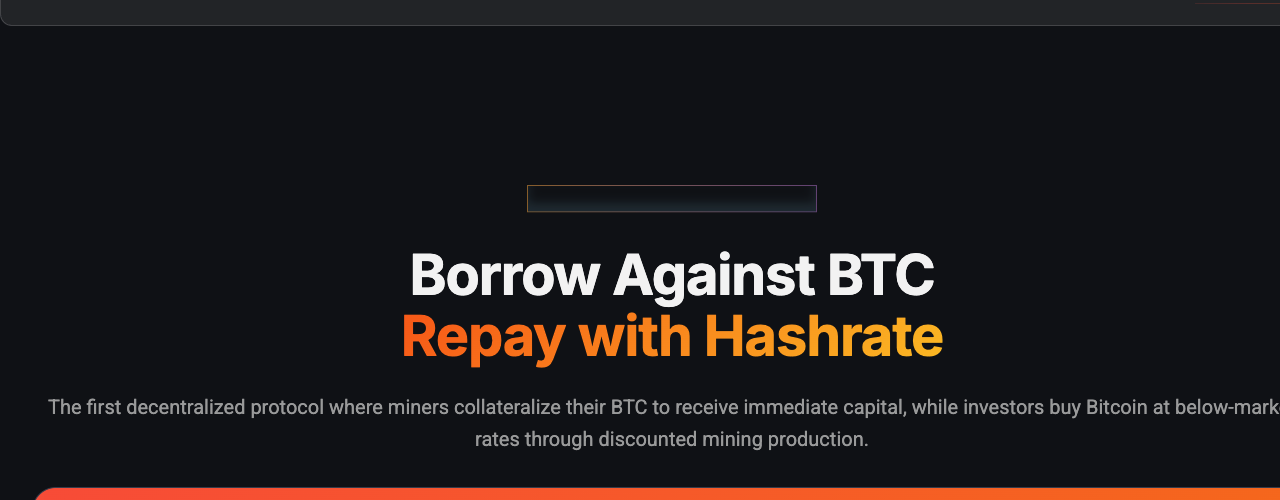 Borrow Against BTC
Repay with Hashrate
The first decentralized protocol where miners collateralize their BTC to receive immediate capital, while investors buy Bitcoin at below-mark
rates through discounted mining production.